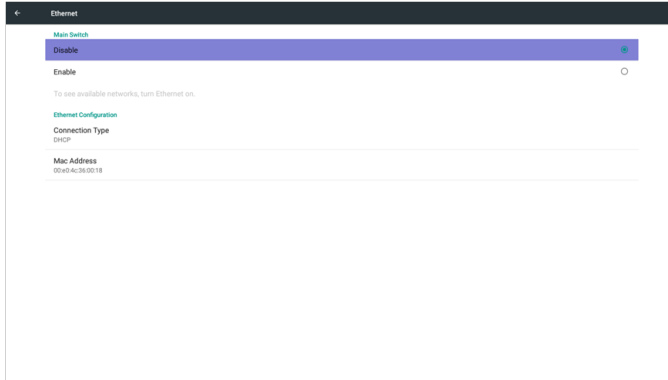 Ethernet
Main Switch
Disable
Enable
To see available networks, turn Ethernet on.
Ethernet Configuration
Connection Type
DHCP
Mac Address
00:e0:4c:36:00:18